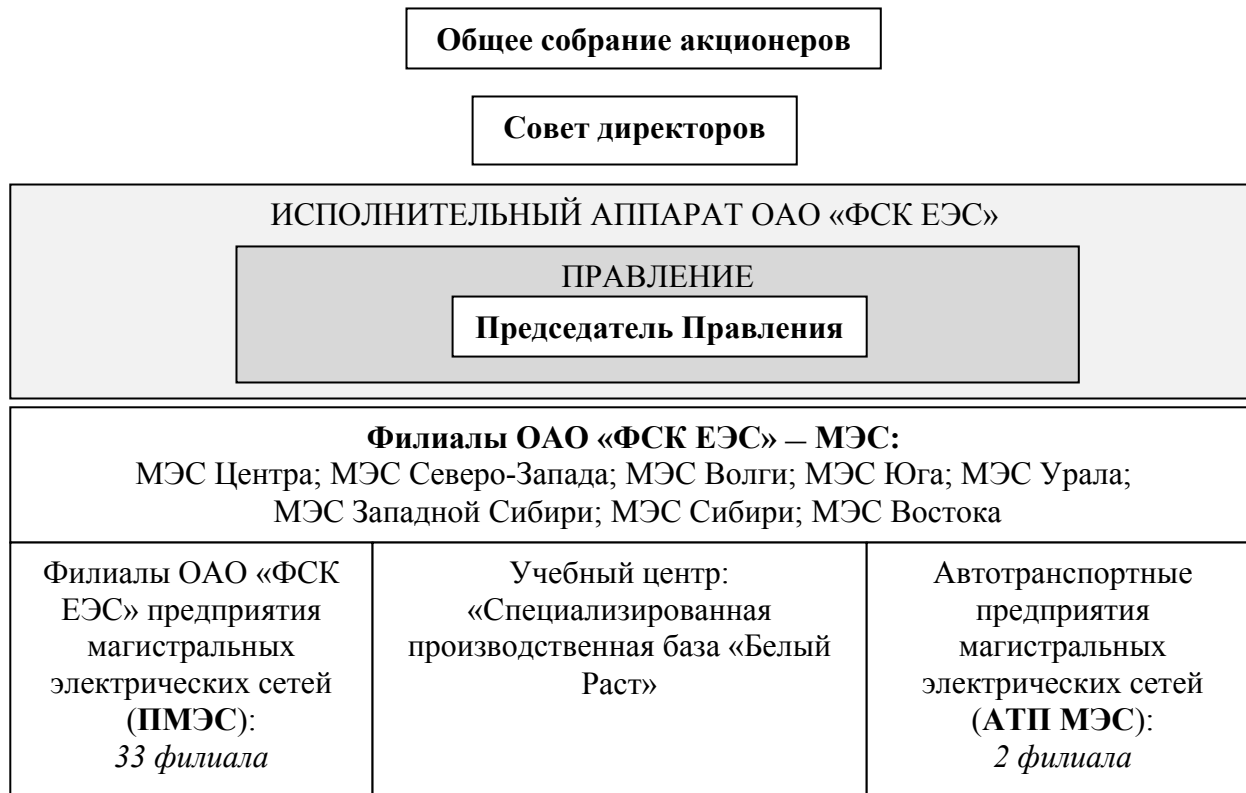 Общее собрание акционеров
Совет директоров
ИСПОЛНИТЕЛЬНЫЙ АППАРАТ ОАО «ФСК ЕЭС»
ПРАВЛЕНИЕ
Председатель Правления
Филиалы ОАО «ФСК ЕЭС» – МЭС:
МЭС Центра; МЭС Северо-Запада; МЭС Волги; МЭС Юга; МЭС Урала;
МЭС Западной Сибири; МЭС Сибири; МЭС Востока
Филиалы ОАО «ФСК
ЕЭС» предприятия
магистральных
электрических сетей
(ПМЭС):
33 филиала
Учебный центр:
«Специализированная
производственная база «Белый
Раст»
Автотранспортные
предприятия
магистральных
электрических сетей
(АТП МЭС):
2 филиала